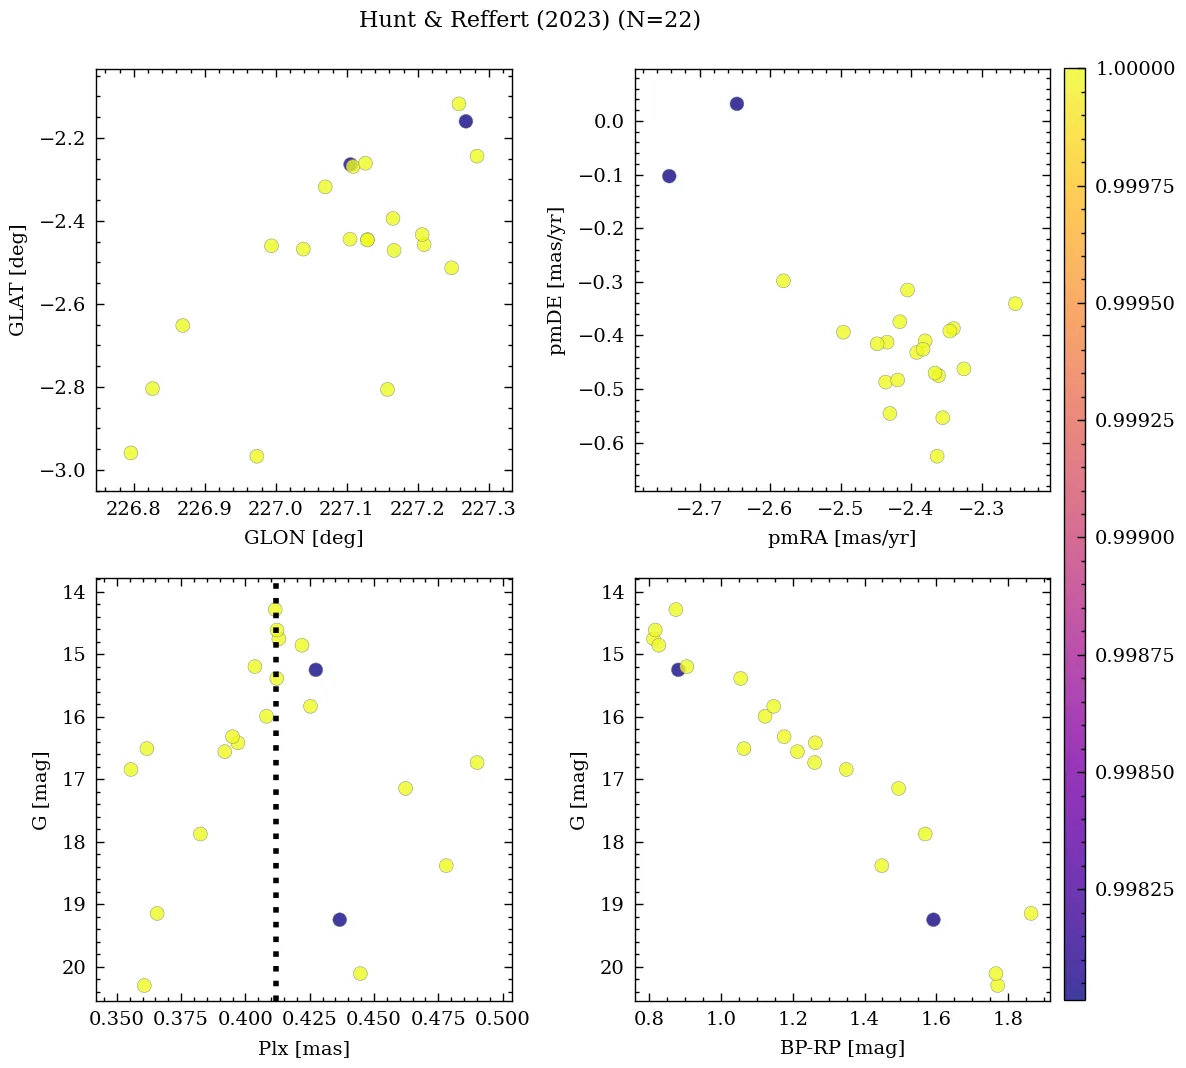 Hunt & Reffert (2023) (N=22)
−2.2
−2.4
−2.6
−2.8
−3.0
GLAT [deg]
226.8 226.9 227.0 227.1 227.2 227.3
GLON [deg]
0.0
−0.1
−0.2
−0.3
−0.4
−0.5
−0.6
pmDE [mas/yr]
−2.7 −2.6 −2.5 −2.4 −2.3
pmRA [mas/yr]
14
15
16
17
18
19
20
G [mag]
0.350 0.375 0.400 0.425 0.450 0.475 0.500
Plx [mas]
14
15
16
17
18
19
20
G [mag]
0.8 1.0 1.2 1.4 1.6 1.8
BP-RP [mag]
1.00000
0.99975
0.99950
0.99925
0.99900
0.99875
0.99850
0.99825